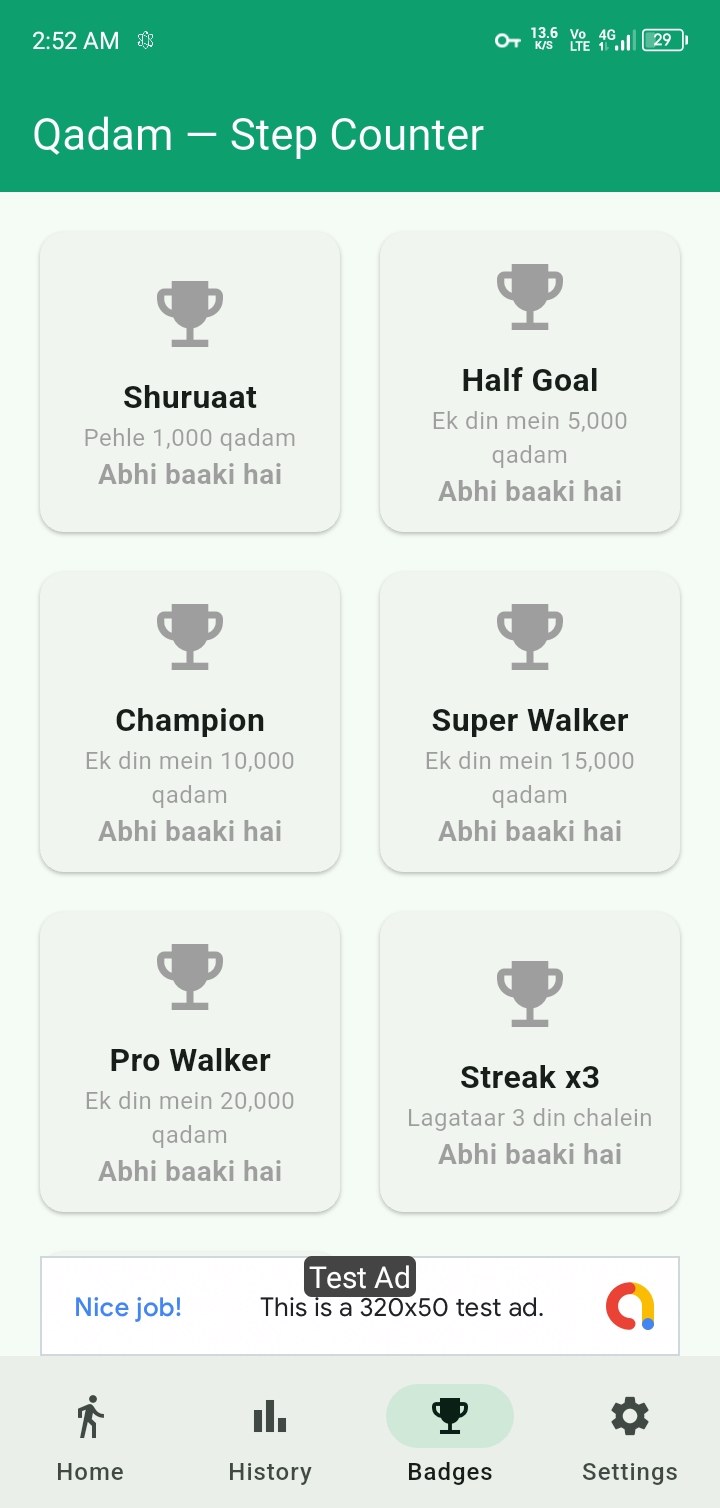 2:52 AM
13.6 K/S
Vo LTE
4G
29
Qadam — Step Counter
Shuruaat
Pehle 1,000 qadam
Abhi baaki hai
Half Goal
Ek din mein 5,000
qadam
Abhi baaki hai
Champion
Ek din mein 10,000
qadam
Abhi baaki hai
Super Walker
Ek din mein 15,000
qadam
Abhi baaki hai
Pro Walker
Ek din mein 20,000
qadam
Abhi baaki hai
Streak x3
Lagataar 3 din chalein
Abhi baaki hai
Test Ad
Nice job!
This is a 320x50 test ad.
Home
History
Badges
Settings